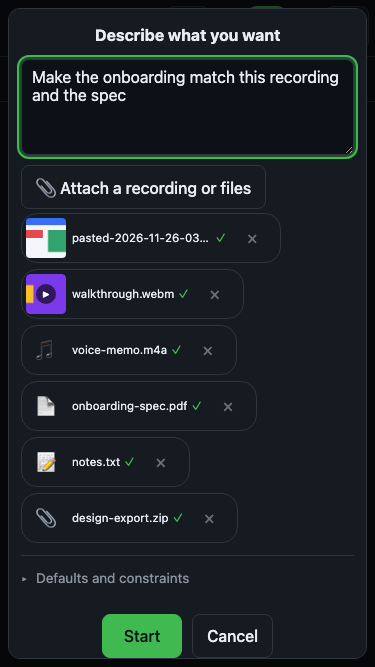 Describe what you want
Make the onboarding match this recording
and the spec
Attach a recording or files
pasted-2026-11-26-03...
walkthrough.webm
voice-memo.m4a
onboarding-spec.pdf
notes.txt
design-export.zip
Defaults and constraints
Start Cancel